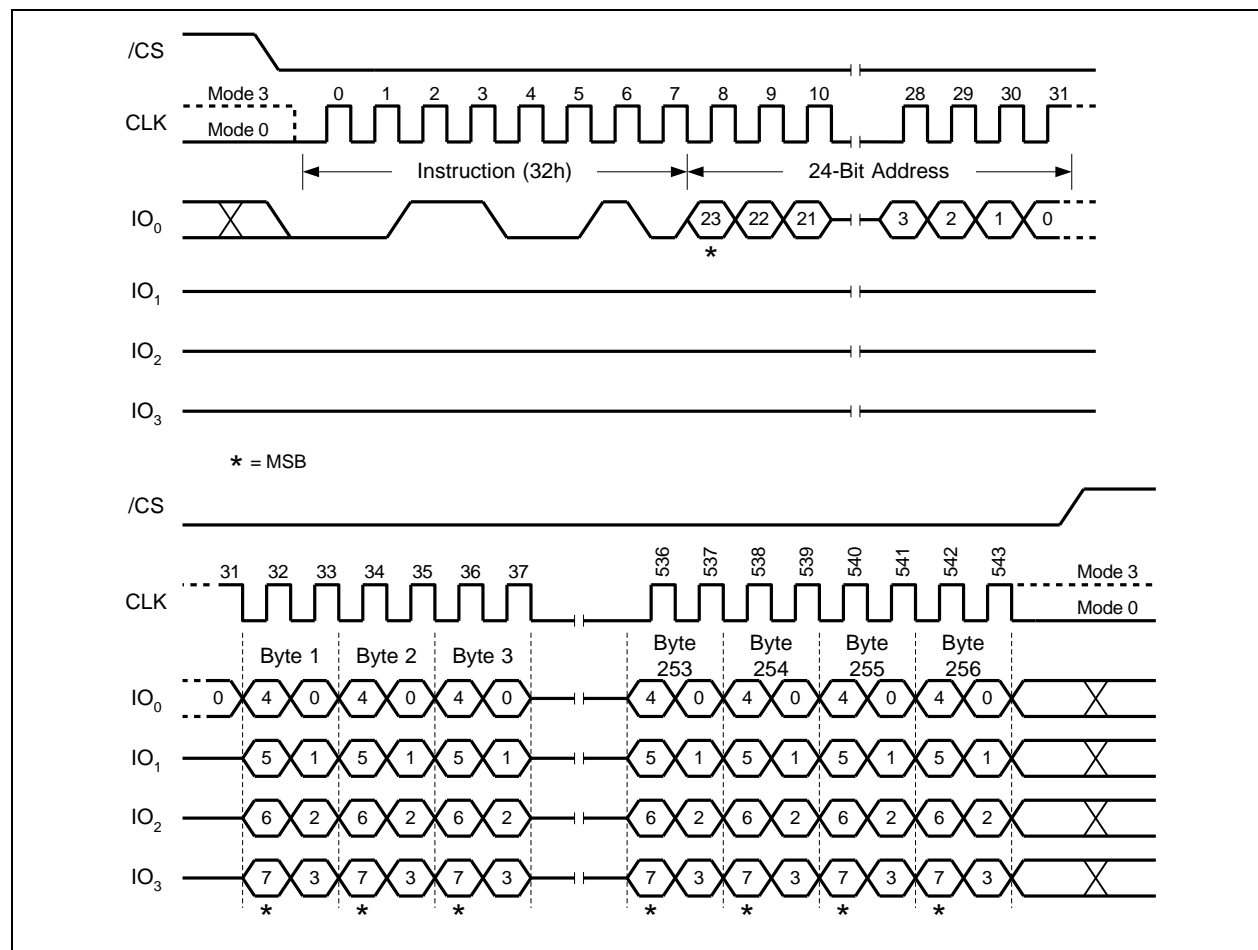 /CS
Mode 3 0 1 2 3 4 5 6 7 8 9 10 28 29 30 31
CLK Mode 0
Instruction (32h) 24-Bit Address
IO0 23 22 21 3 2 1 0
*
IO1
IO2
IO3
* = MSB
/CS
31 32 33 34 35 36 37 536 537 538 539 540 541 542 543 Mode 3
CLK Mode 0
Byte 1 Byte 2 Byte 3 Byte 253 Byte 254 Byte 255 Byte 256
IO0 0 4 0 4 0 4 0 4 0 4 0 4 0 4 0
IO1 5 1 5 1 5 1 5 1 5 1 5 1 5 1
IO2 6 2 6 2 6 2 6 2 6 2 6 2 6 2
IO3 7 3 7 3 7 3 7 3 7 3 7 3 7 3
* * * * * * *